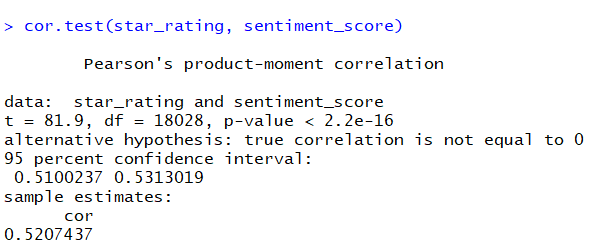 > cor.test(star_rating, sentiment_score)
Pearson's product-moment correlation
data:  star_rating and sentiment_score
t = 81.9, df = 18028, p-value < 2.2e-16
alternative hypothesis: true correlation is not equal to 0
95 percent confidence interval:
 0.5100237 0.5313019
sample estimates:
      cor
0.5207437